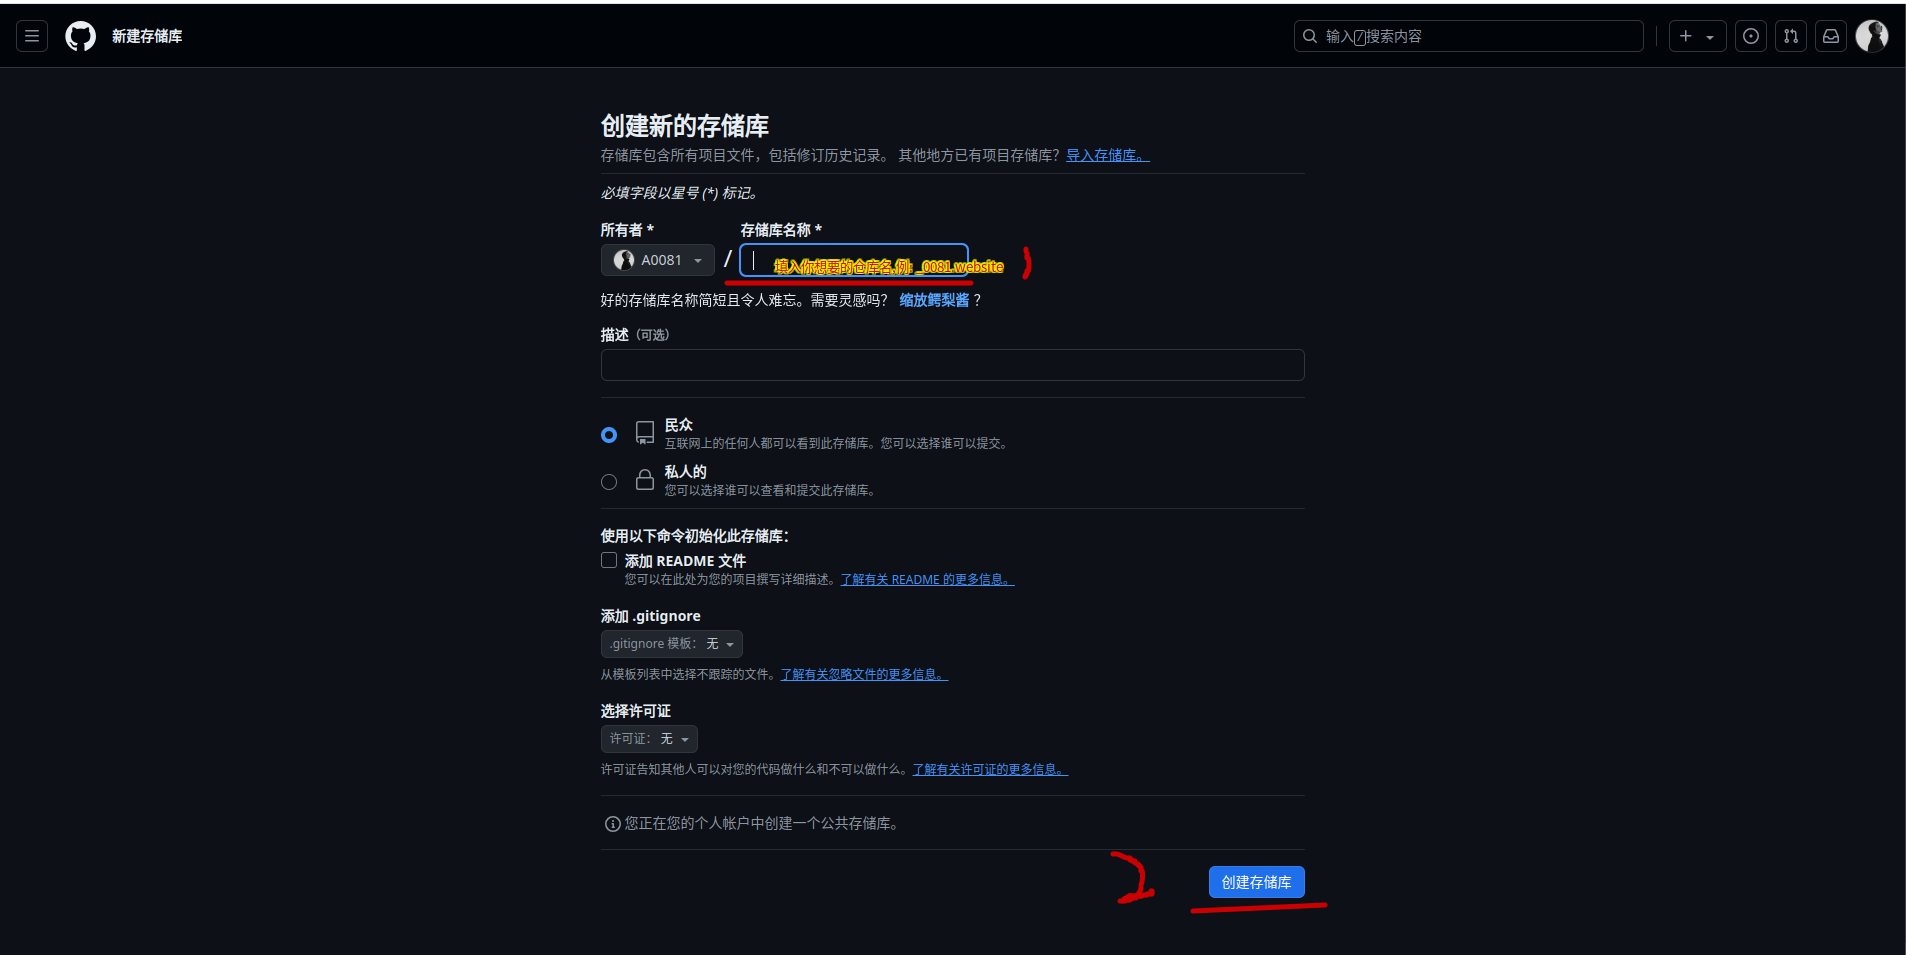 新建存储库
输入/搜索内容
创建新的存储库
存储库包含所有项目文件，包括修订历史记录。 其他地方已有项目存储库？导入存储库。
必填字段以星号 (*) 标记。
所有者 * 存储库名称 *
A0081 / 填入你想要的仓库名,例: _0081.website 1
好的存储库名称简短且令人难忘。需要灵感吗？ 缩放鳄梨酱 ？
描述（可选）
民众
互联网上的任何人都可以看到此存储库。您可以选择谁可以提交。
私人的
您可以选择谁可以查看和提交此存储库。
使用以下命令初始化此存储库：
添加 README 文件
您可以在此处为您的项目撰写详细描述。了解有关 README 的更多信息。
添加 .gitignore
.gitignore 模板： 无
从模板列表中选择不跟踪的文件。了解有关忽略文件的更多信息。
选择许可证
许可证： 无
许可证告知其他人可以对您的代码做什么和不可以做什么。了解有关许可证的更多信息。
您正在您的个人帐户中创建一个公共存储库。
2 创建存储库